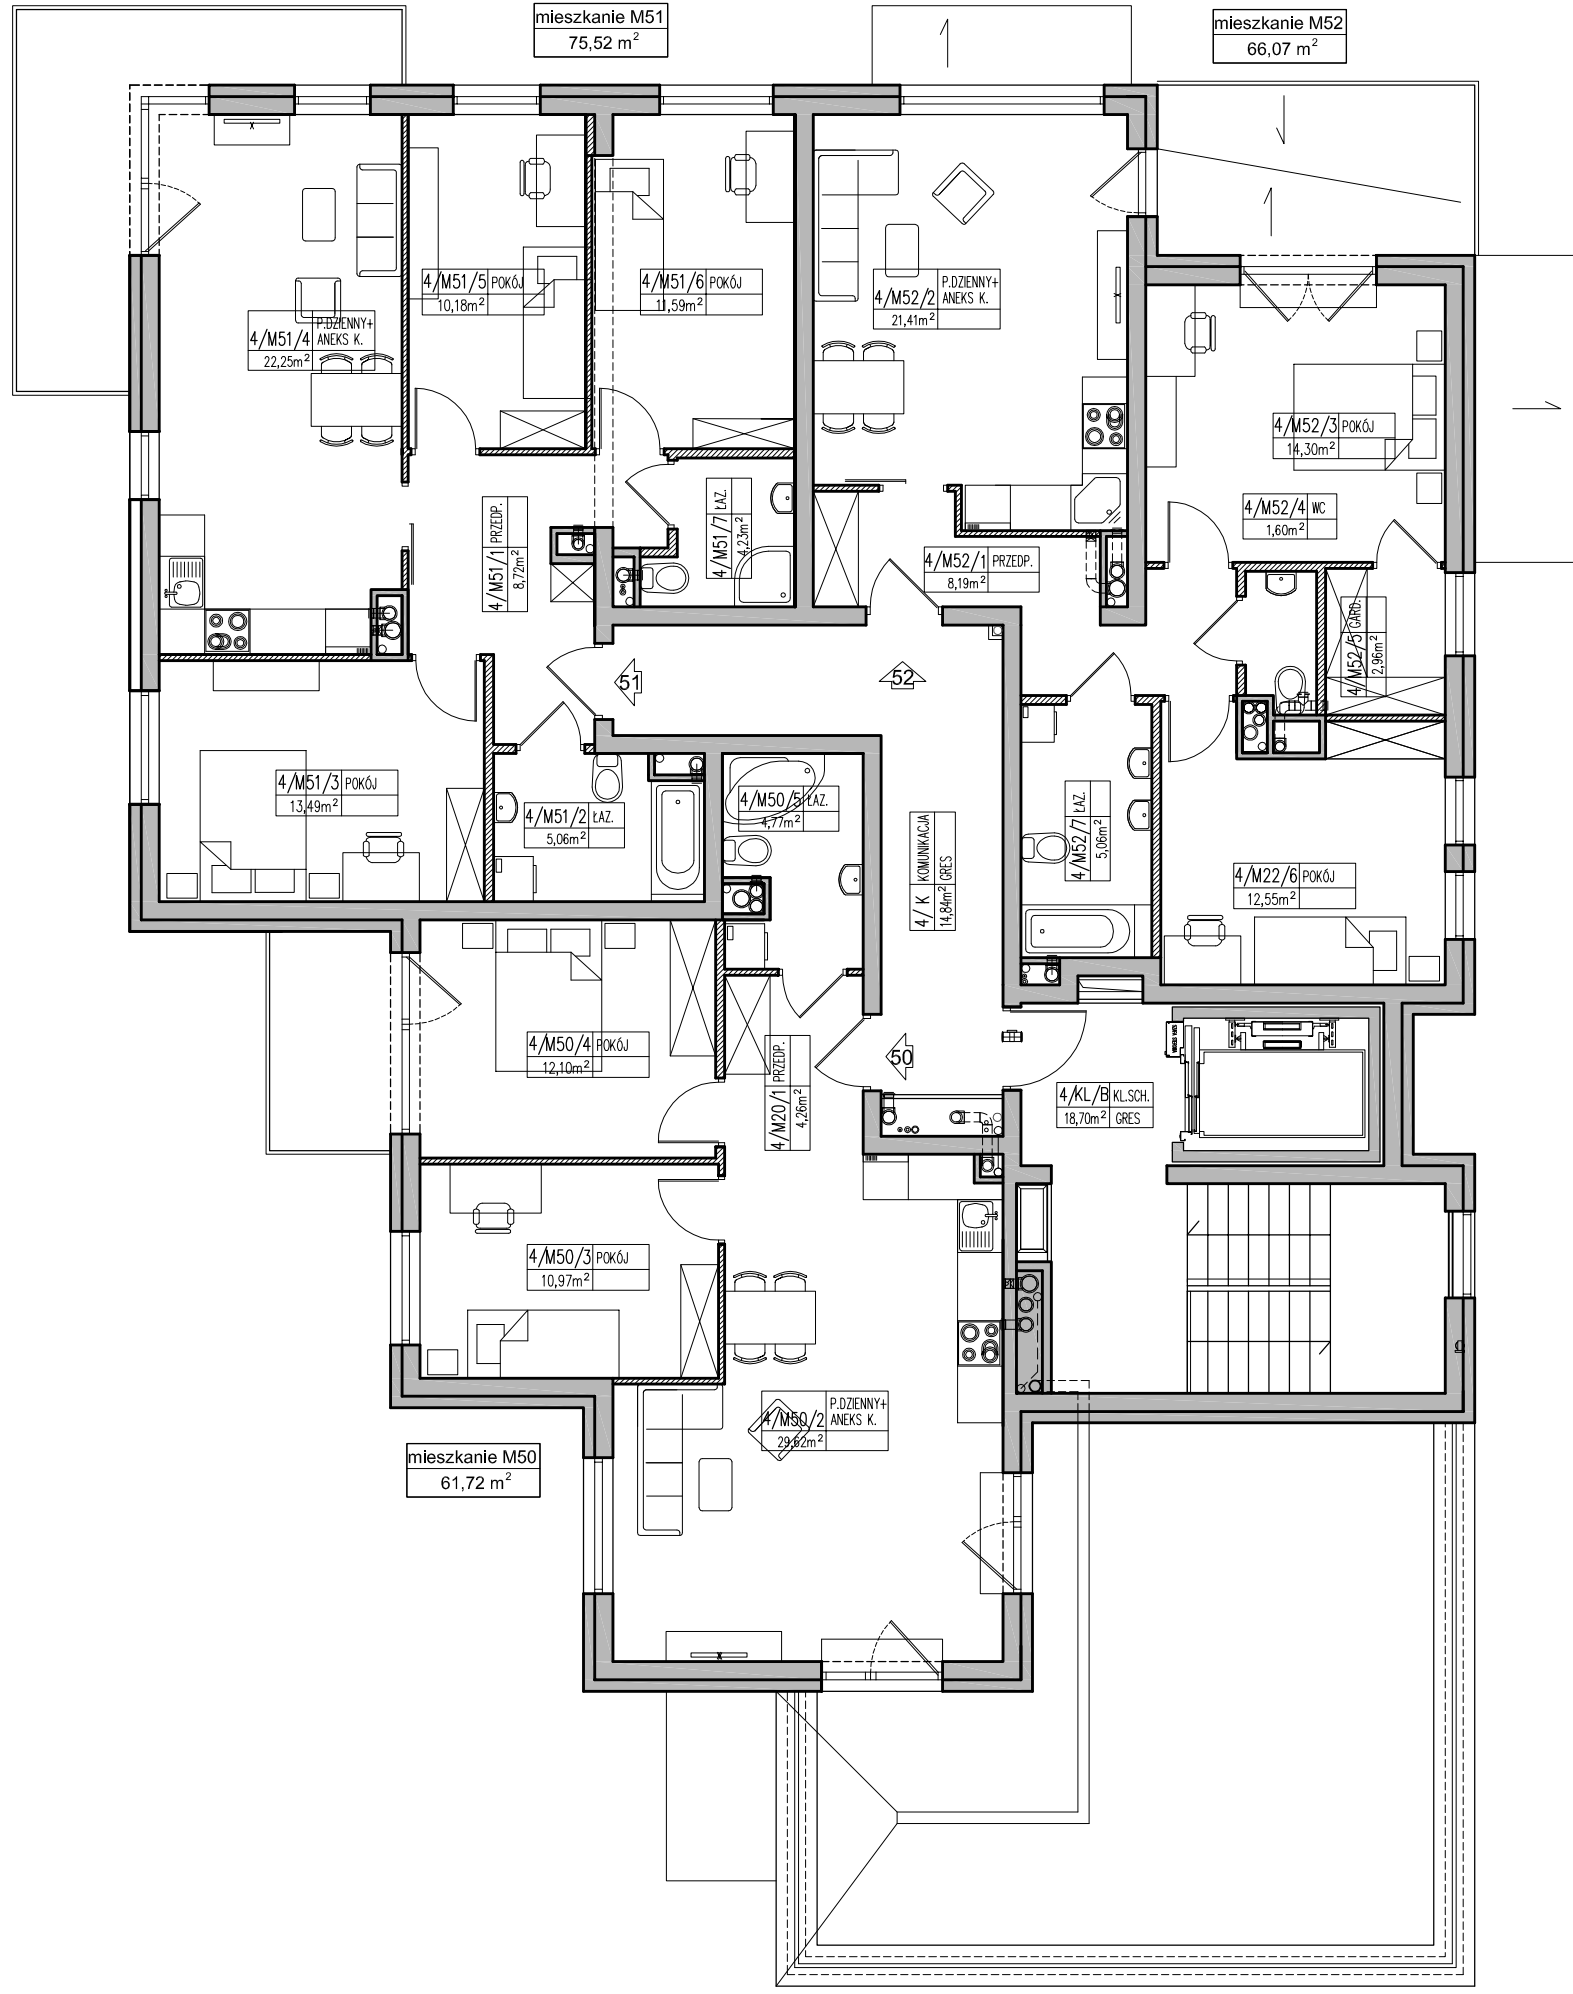 mieszkanie M51
75,52 m²
mieszkanie M52
66,07 m²
4/M51/5 POKÓJ
10,18m²
4/M51/6 POKÓJ
11,59m²
4/M52/2 P.DZIENNY+ ANEKS K.
21,41m²
4/M51/4 P.DZIENNY+ ANEKS K.
22,25m²
4/M52/3 POKÓJ
14,30m²
4/M52/4 WC
1,60m²
4/M51/1 PRZEDP.
8,72m²
4/M51/7 ŁAZ.
4,23m²
4/M52/1 PRZEDP.
8,19m²
4/M52/5 GARD.
2,96m²
51
52
4/M51/3 POKÓJ
13,49m²
4/M51/2 ŁAZ.
5,06m²
4/M50/5 ŁAZ.
4,77m²
4/ K KOMUNIKACJA
14,84m² GRES
4/M52/7 ŁAZ.
5,06m²
4/M22/6 POKÓJ
12,55m²
4/M50/4 POKÓJ
12,10m²
4/M20/1 PRZEDP.
4,26m²
50
4/KL/B KL.SCH.
18,70m² GRES
4/M50/3 POKÓJ
10,97m²
4/M50/2 P.DZIENNY+ ANEKS K.
29,62m²
mieszkanie M50
61,72 m²